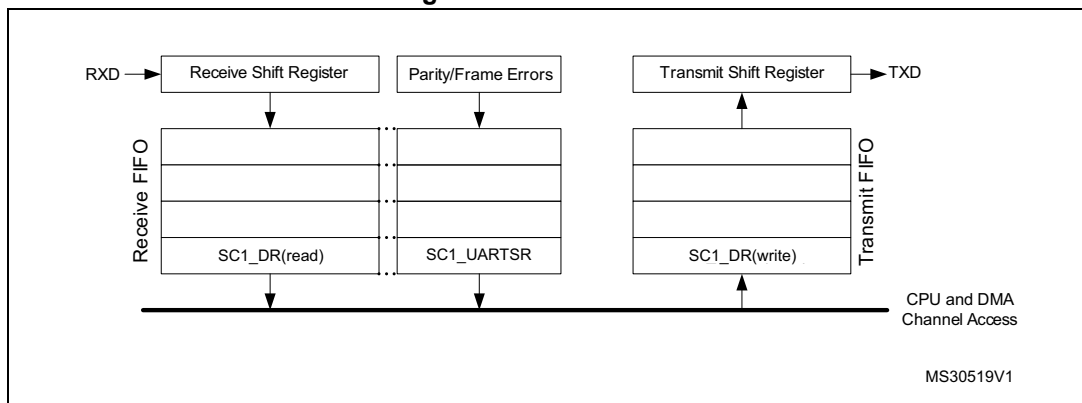 RXD
Receive Shift Register
Parity/Frame Errors
Transmit Shift Register
TXD
Receive FIFO
Transmit FIFO
SC1_DR(read)
SC1_UARTSR
SC1_DR(write)
CPU and DMA
Channel Access
MS30519V1